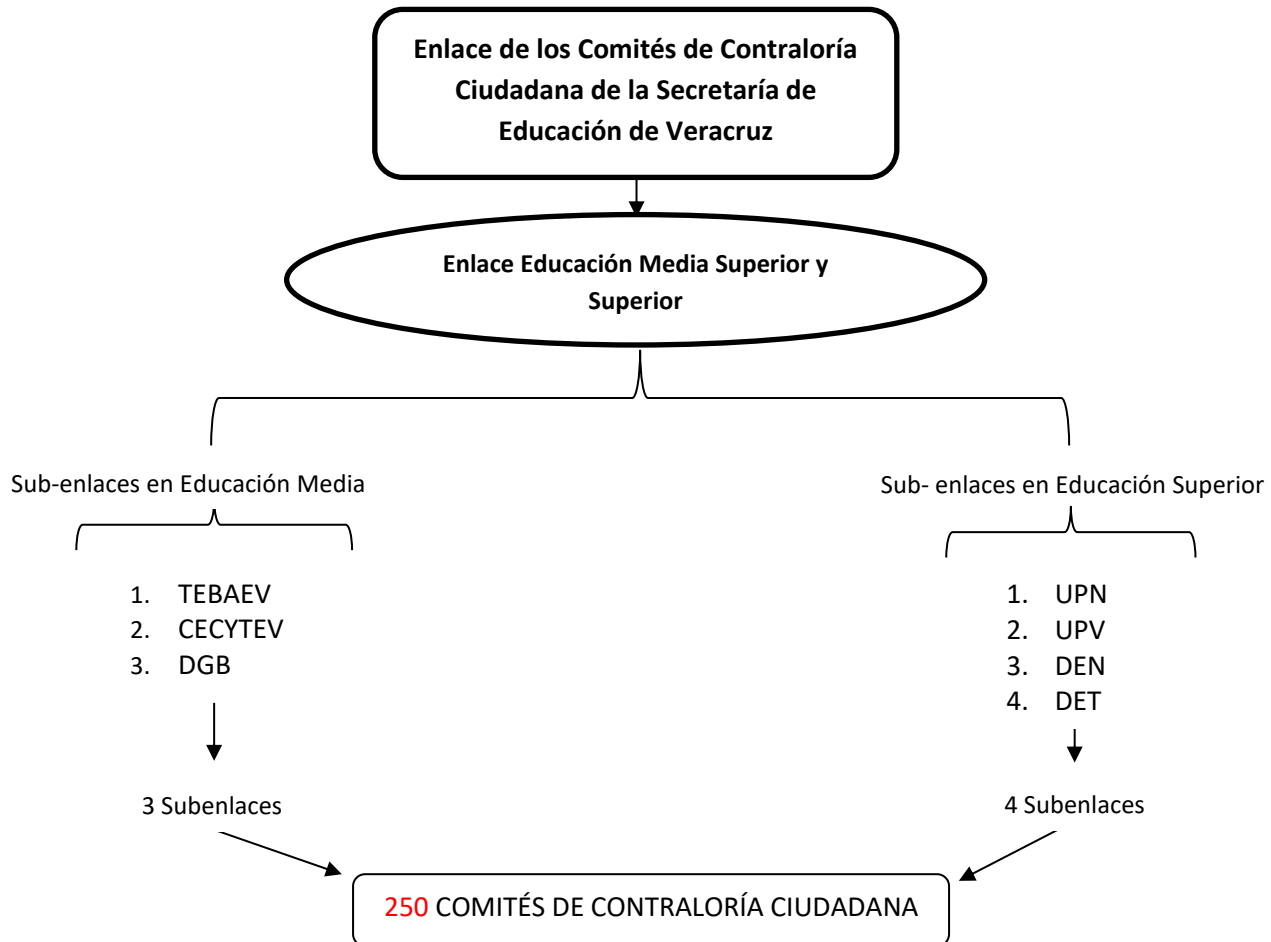 Enlace de los Comités de Contraloría
Ciudadana de la Secretaría de
Educación de Veracruz
Enlace Educación Media Superior y
Superior
Sub-enlaces en Educación Media
1. TEBAEV
2. CECYTEV
3. DGB
3 Subenlaces
Sub- enlaces en Educación Superior
1. UPN
2. UPV
3. DEN
4. DET
4 Subenlaces
250 COMITÉS DE CONTRALORÍA CIUDADANA